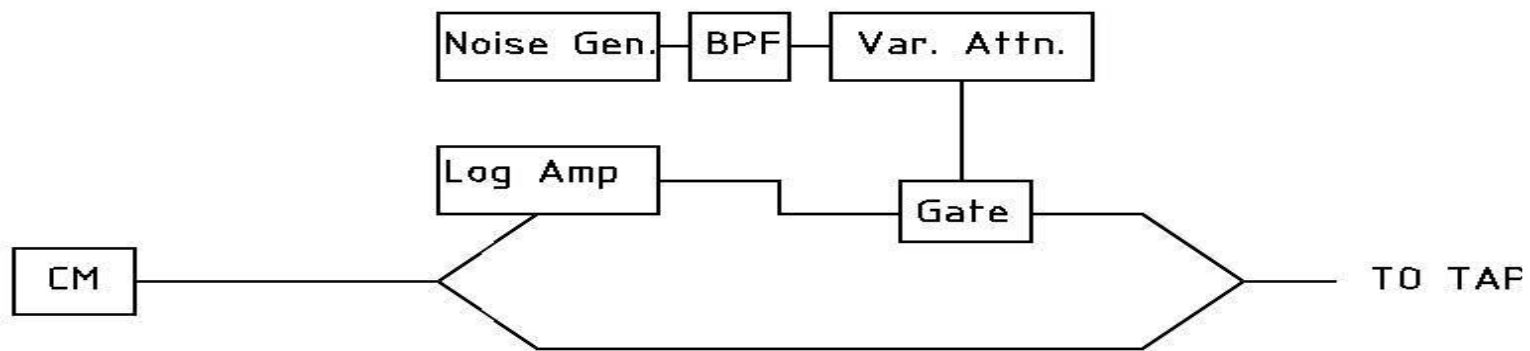 Noise Gen. BPF Var. Attn.
Log Amp
Gate
CM TO TAP